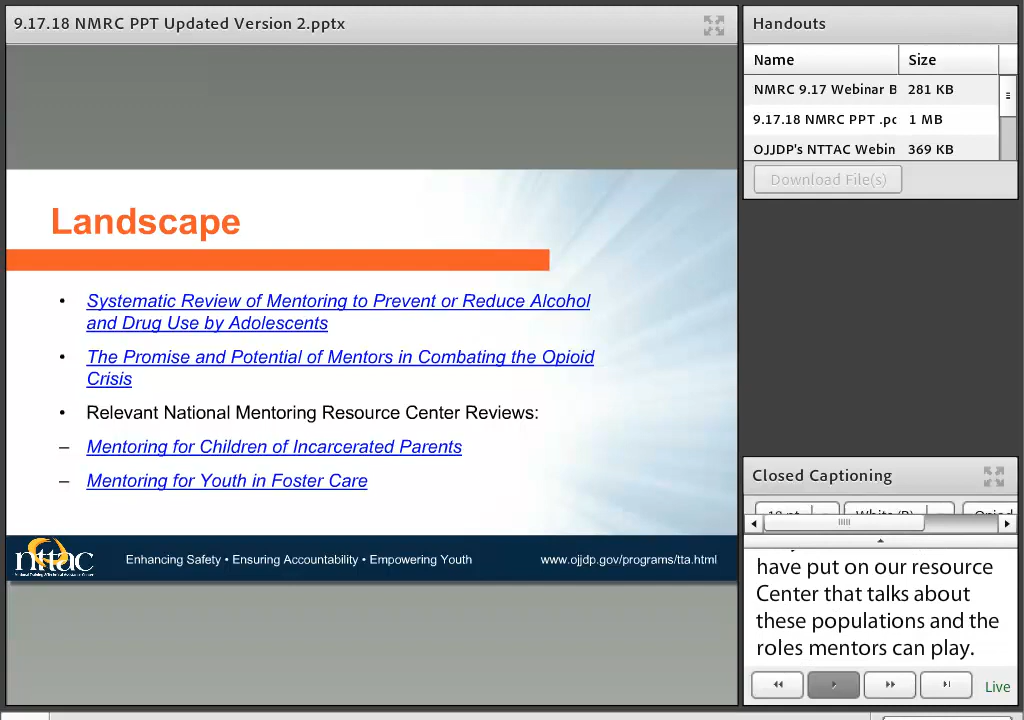 9.17.18 NMRC PPT Updated Version 2.pptx
Landscape
• Systematic Review of Mentoring to Prevent or Reduce Alcohol
and Drug Use by Adolescents
• The Promise and Potential of Mentors in Combating the Opioid
Crisis
• Relevant National Mentoring Resource Center Reviews:
– Mentoring for Children of Incarcerated Parents
– Mentoring for Youth in Foster Care
nttac
Enhancing Safety • Ensuring Accountability • Empowering Youth
www.ojjdp.gov/programs/tta.html
Handouts
Name Size
NMRC 9.17 Webinar B 281 KB
9.17.18 NMRC PPT .pc 1 MB
OJJDP's NTTAC Webin 369 KB
Download File(s)
Closed Captioning
have put on our resource
Center that talks about
these populations and the
roles mentors can play.
Live